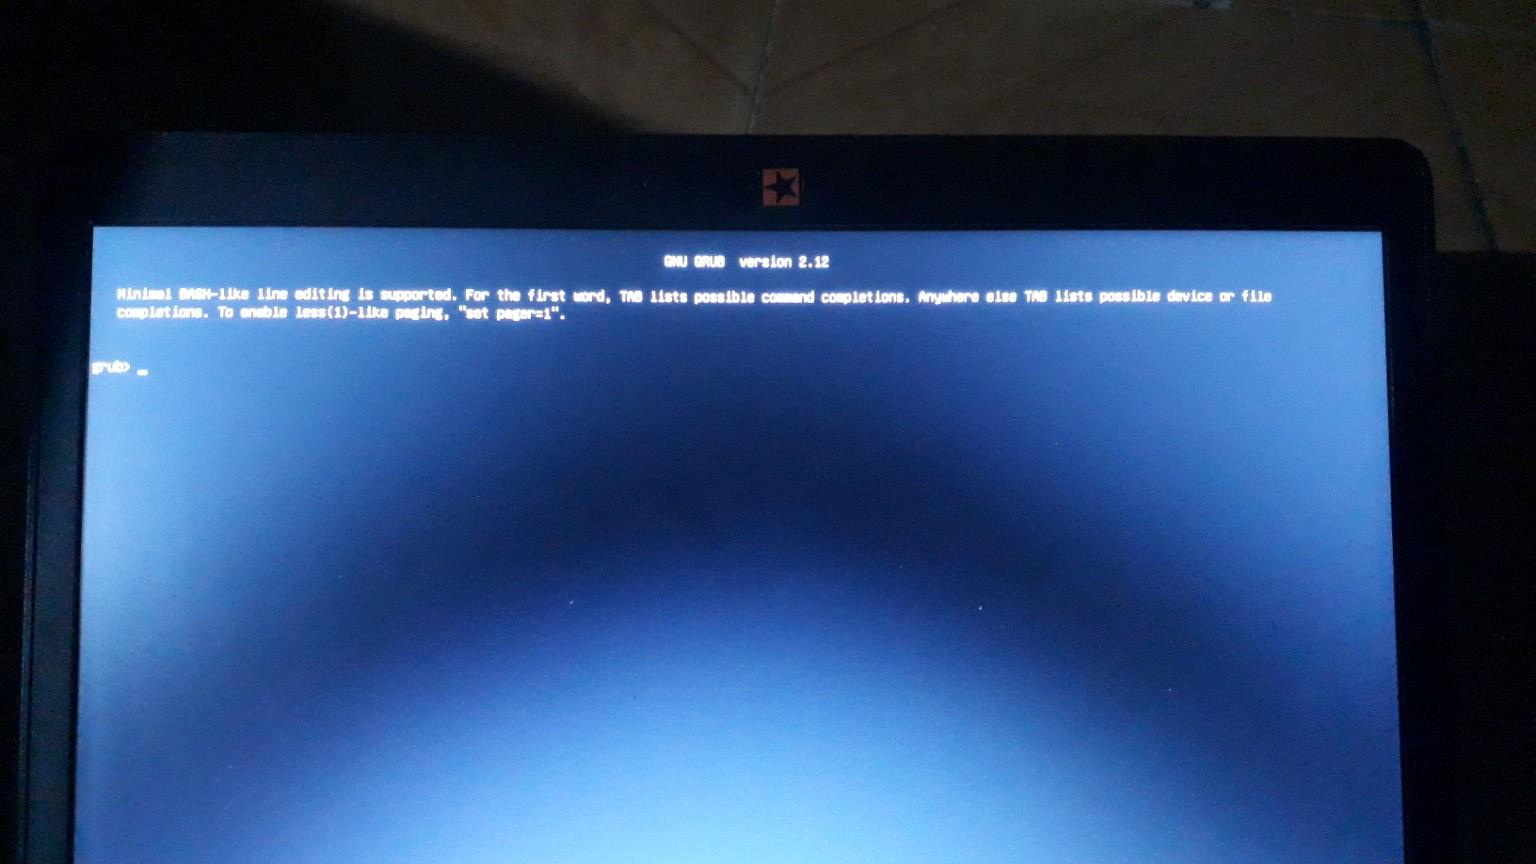 GNU GRUB version 2.12
Minimal BASH-like line editing is supported. For the first word, TAB lists possible command completions. Anywhere else TAB lists possible device or file
completions. To enable less(1)-like paging, "set pager=1".
grub> _